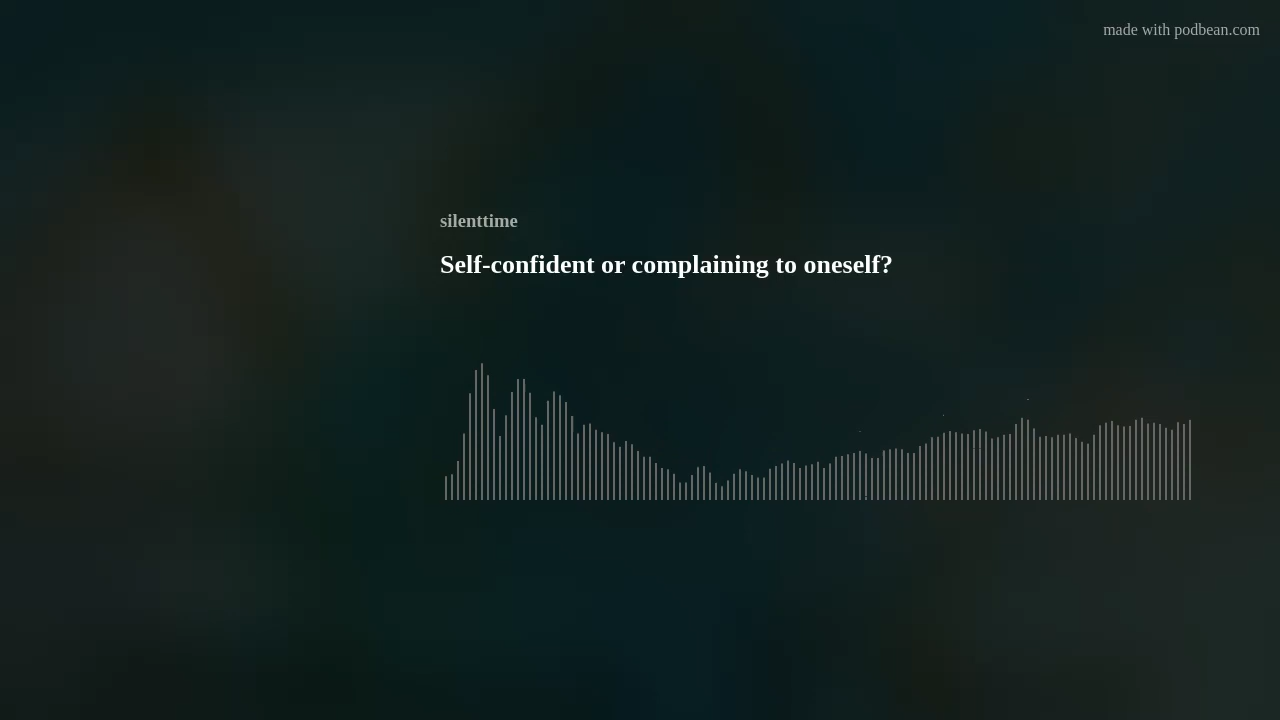 made with podbean.com
silenttime
Self-confident or complaining to oneself?